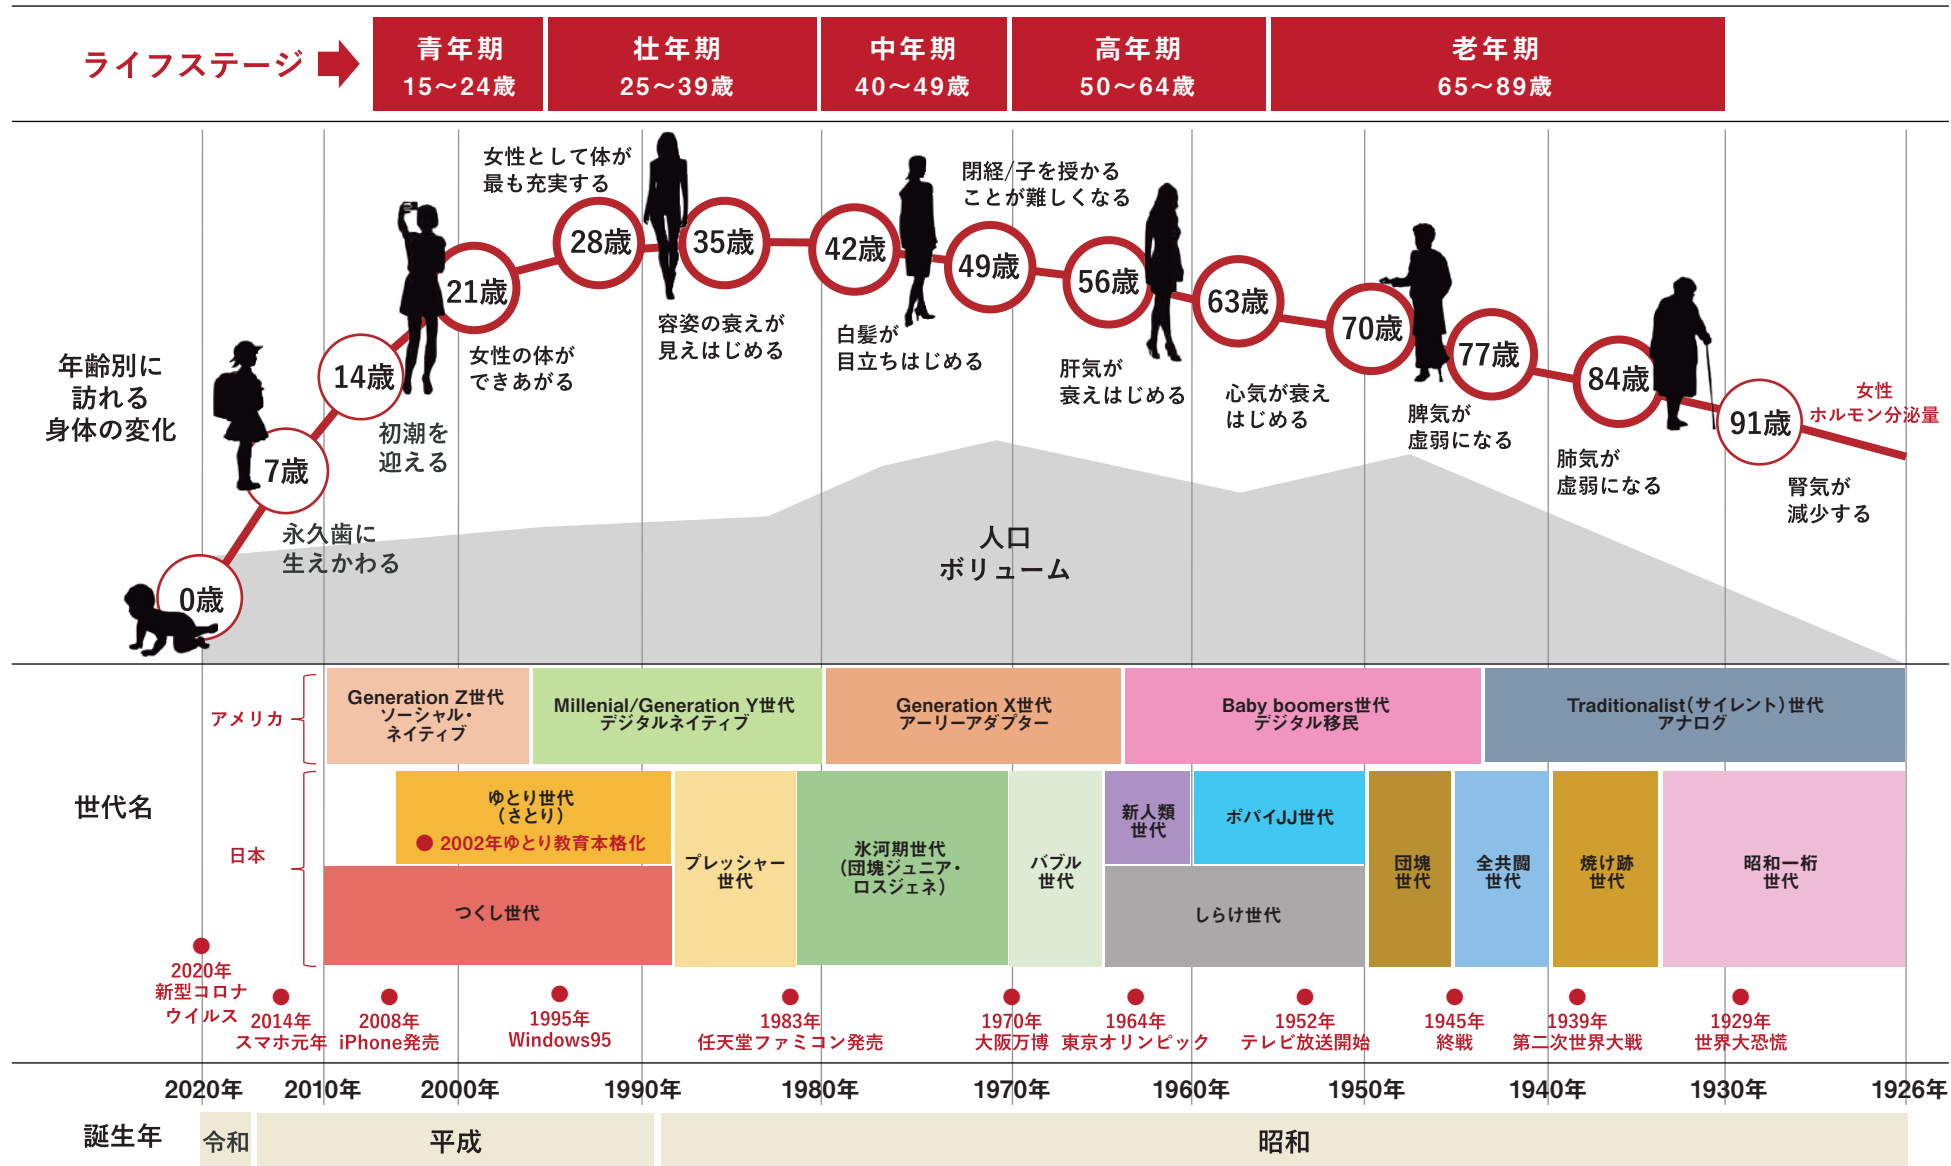 ライフステージ
青年期
15〜24歳
壮年期
25〜39歳
中年期
40〜49歳
高年期
50〜64歳
老年期
65〜89歳
年齢別に
訪れる
身体の変化
0歳
7歳
永久歯に
生えかわる
14歳
初潮を
迎える
21歳
女性の体が
できあがる
28歳
女性として体が
最も充実する
35歳
容姿の衰えが
見えはじめる
42歳
白髪が
目立ちはじめる
49歳
閉経/子を授かる
ことが難しくなる
56歳
肝気が
衰えはじめる
63歳
心気が衰え
はじめる
70歳
脾気が
虚弱になる
77歳
84歳
肺気が
虚弱になる
91歳
腎気が
減少する
女性
ホルモン分泌量
人口
ボリューム
世代名
アメリカ
Generation Z世代
ソーシャル・
ネイティブ
Millenial/Generation Y世代
デジタルネイティブ
Generation X世代
アーリーアダプター
Baby boomers世代
デジタル移民
Traditionalist(サイレント)世代
アナログ
日本
ゆとり世代
(さとり)
2002年ゆとり教育本格化
つくし世代
プレッシャー
世代
氷河期世代
(団塊ジュニア・
ロスジェネ)
バブル
世代
新人類
世代
ポパイJJ世代
しらけ世代
団塊
世代
全共闘
世代
焼け跡
世代
昭和一桁
世代
2020年
新型コロナ
ウイルス
2014年
スマホ元年
2008年
iPhone発売
1995年
Windows95
1983年
任天堂ファミコン発売
1970年
大阪万博
1964年
東京オリンピック
1952年
テレビ放送開始
1945年
終戦
1939年
第二次世界大戦
1929年
世界大恐慌
2020年 2010年 2000年 1990年 1980年 1970年 1960年 1950年 1940年 1930年 1926年
誕生年
令和
平成
昭和